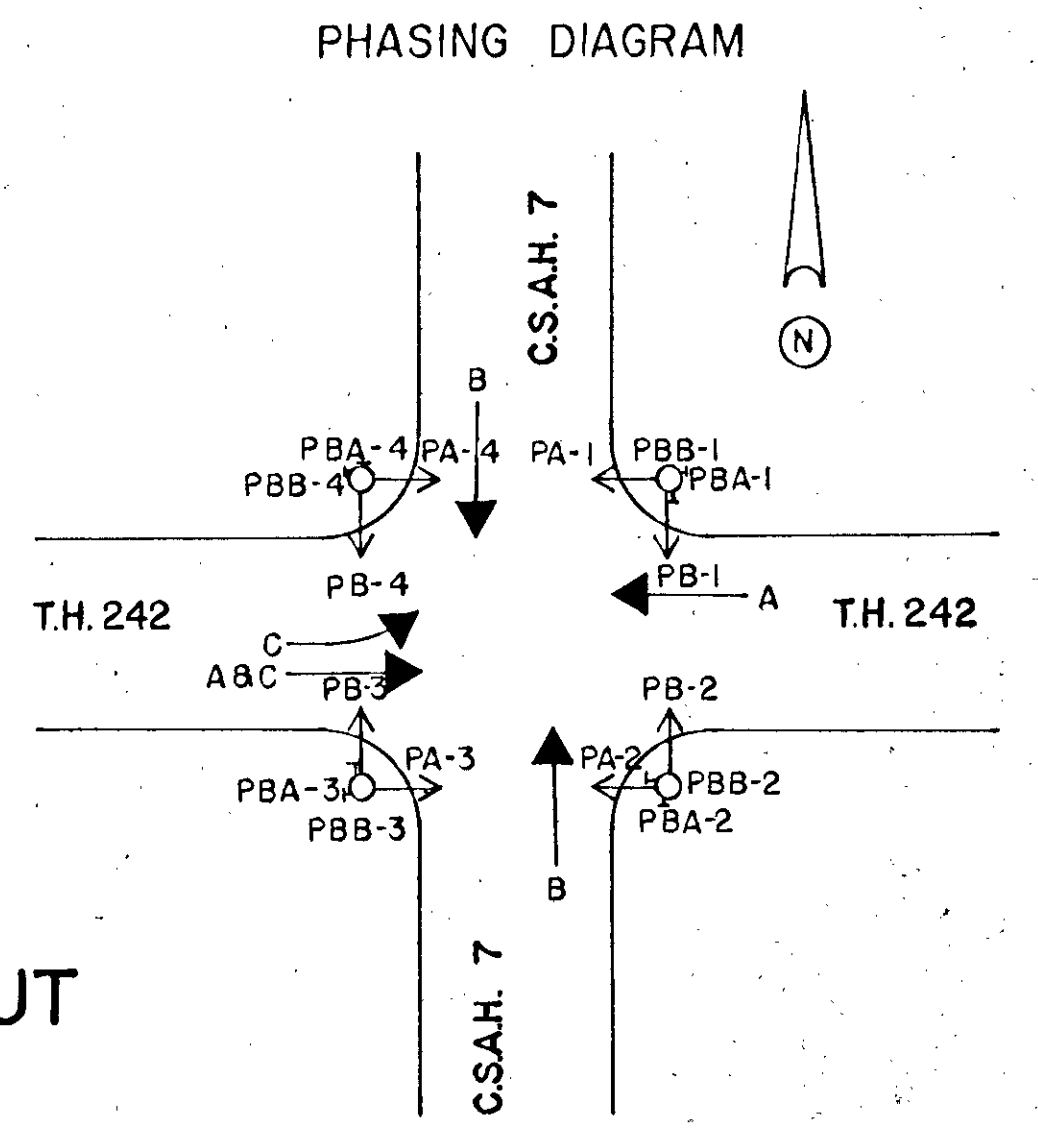 PHASING DIAGRAM
C.S.A.H. 7
N
B
PBA-4
PA-4
PA-1
PBB-1
PBB-4
PBA-1
PB-4
PB-1
T.H. 242
A
T.H. 242
C
A&C
PB-3
PB-2
PA-3
PA-2
PBA-3
PBB-2
PBB-3
PBA-2
B
C.S.A.H. 7
UT